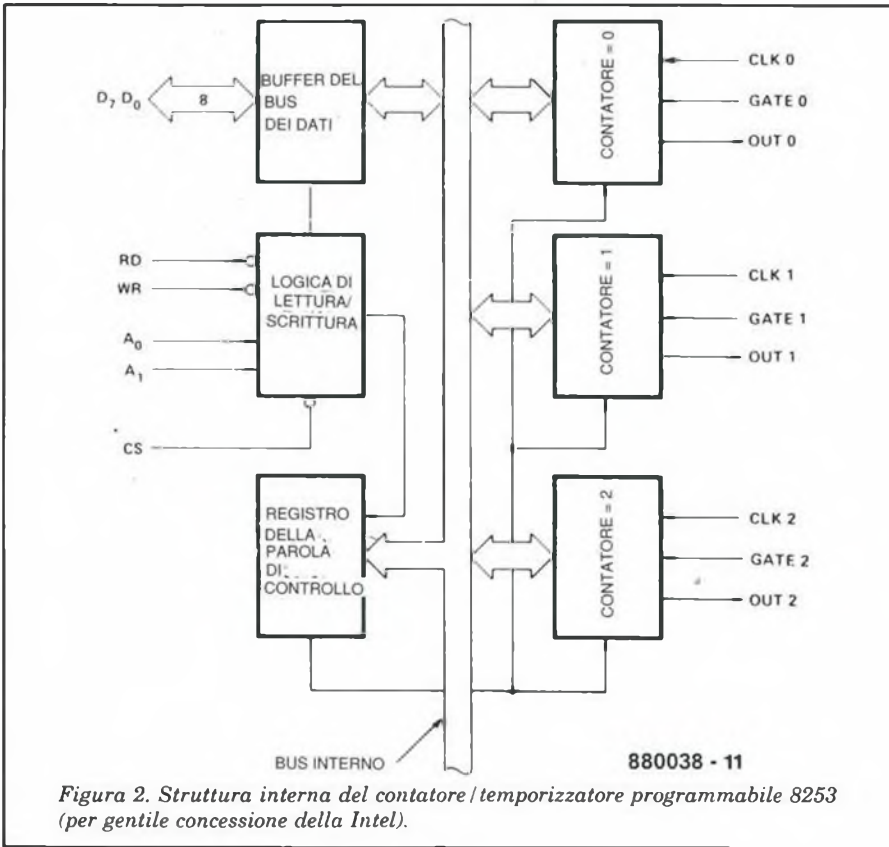 D₇ D₀
8
BUFFER DEL
BUS
DEI DATI
RD
WR
A₀
A₁
CS
LOGICA DI
LETTURA/
SCRITTURA
REGISTRO
DELLA
PAROLA
DI
CONTROLLO
CONTATORE = 0
CLK 0
GATE 0
OUT 0
CONTATORE = 1
CLK 1
GATE 1
OUT 1
CONTATORE = 2
CLK 2
GATE 2
OUT 2
BUS INTERNO
880038 - 11
Figura 2. Struttura interna del contatore / temporizzatore programmabile 8253
(per gentile concessione della Intel).